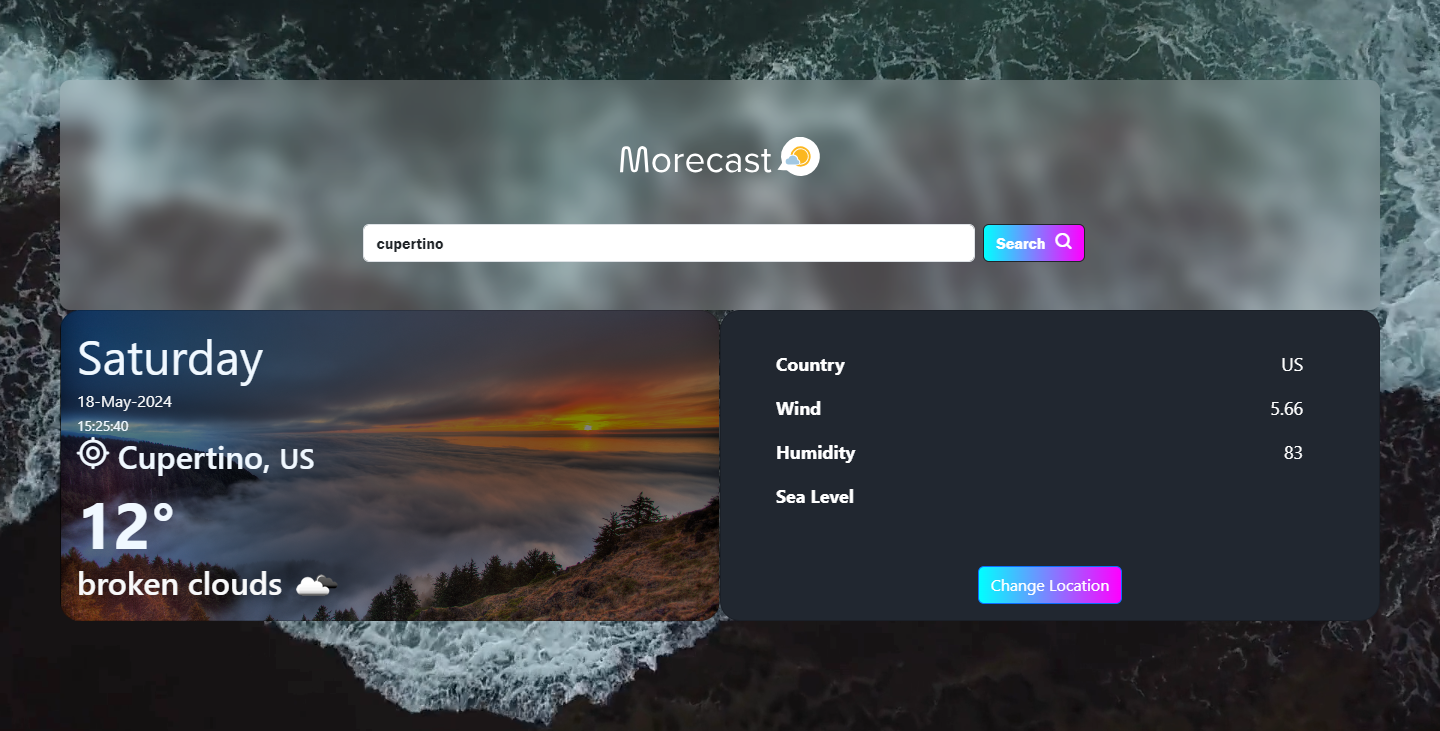 Morecast
cupertino
Search
Saturday
18-May-2024
15:25:40
Cupertino, US
12°
broken clouds
Country US
Wind 5.66
Humidity 83
Sea Level
Change Location